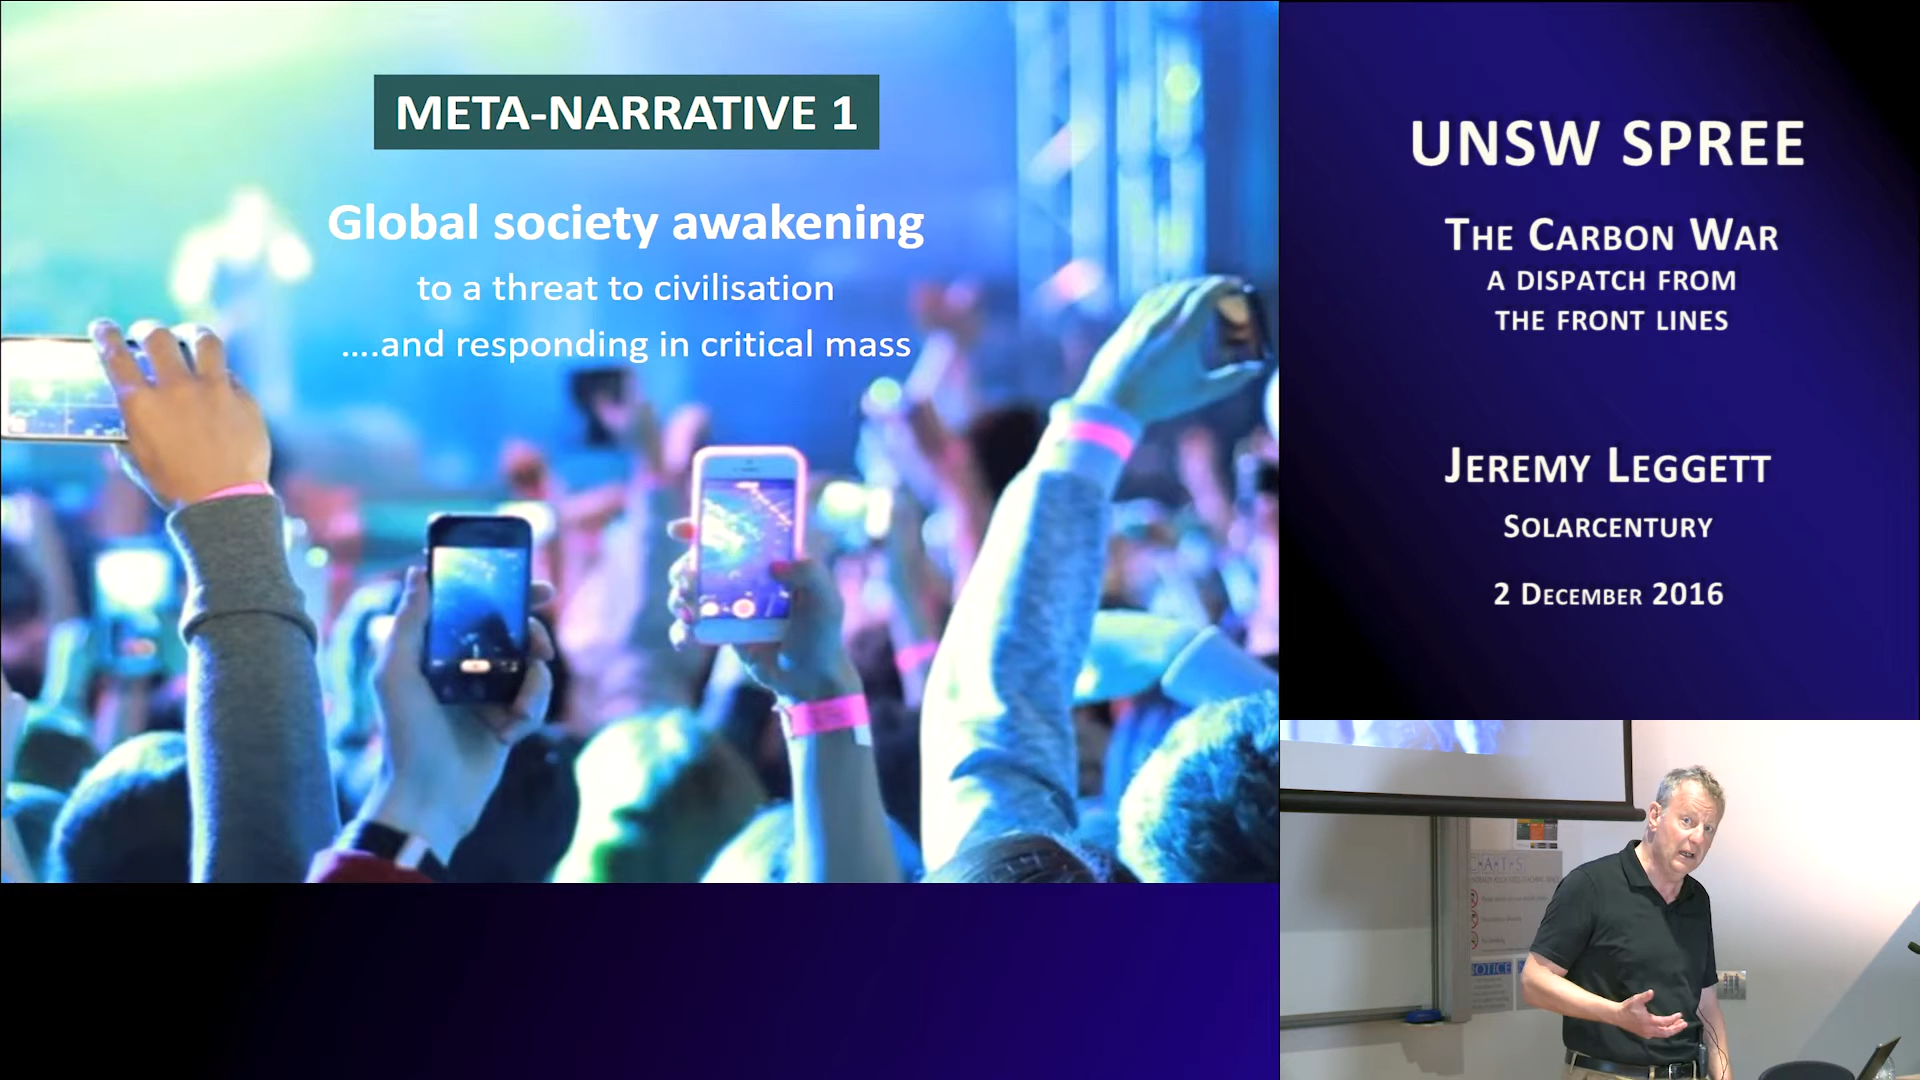 META-NARRATIVE 1
Global society awakening
to a threat to civilisation
....and responding in critical mass
UNSW SPREE
THE CARBON WAR
A DISPATCH FROM
THE FRONT LINES
JEREMY LEGGETT
SOLARCENTURY
2 DECEMBER 2016
NOTICE